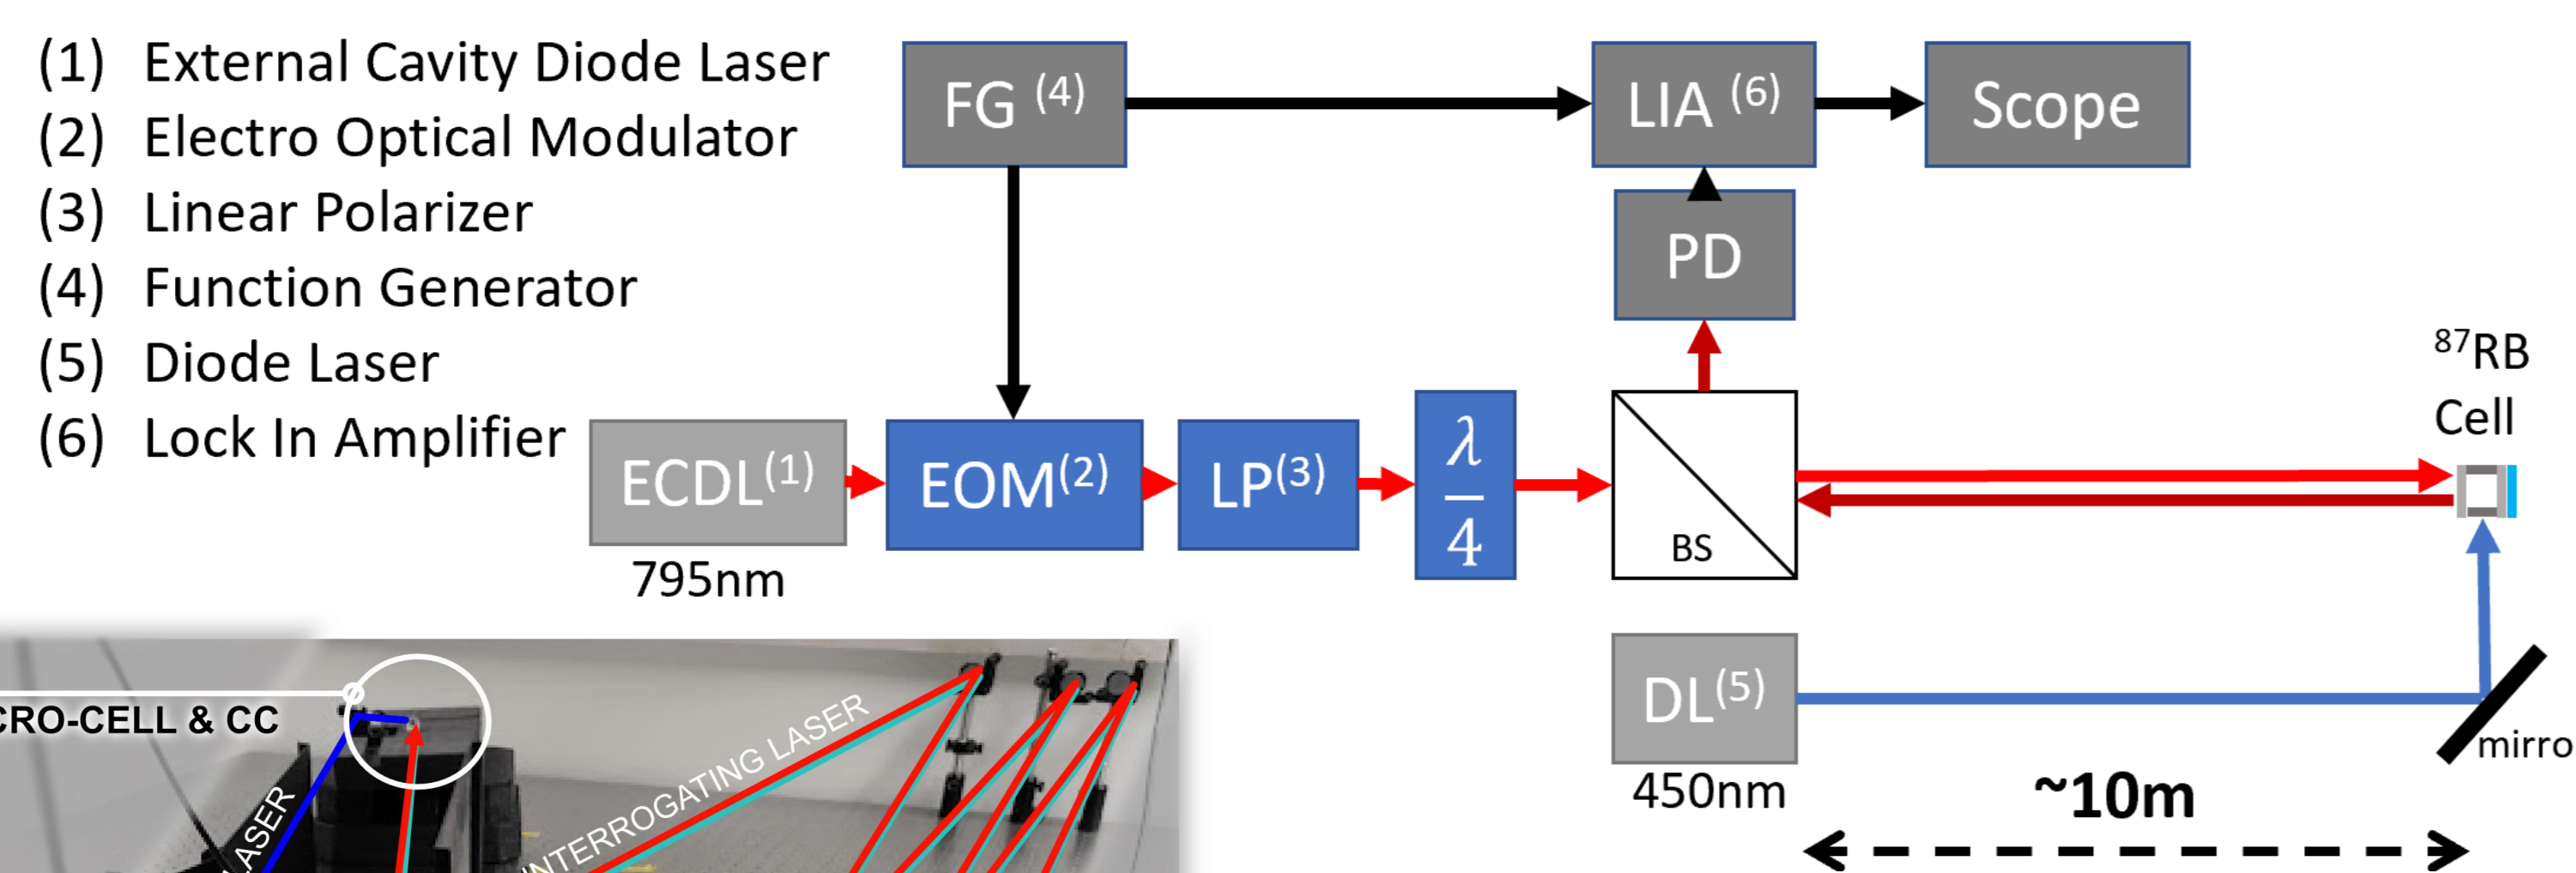 (1) External Cavity Diode Laser
(2) Electro Optical Modulator
(3) Linear Polarizer
(4) Function Generator
(5) Diode Laser
(6) Lock In Amplifier
FG (4)
LIA (6)
Scope
PD
ECDL(1)
795nm
EOM(2)
LP(3)
λ
4
BS
87RB
Cell
DL(5)
450nm
mirro
~10m
CRO-CELL & CC
LASER
INTERROGATING LASER